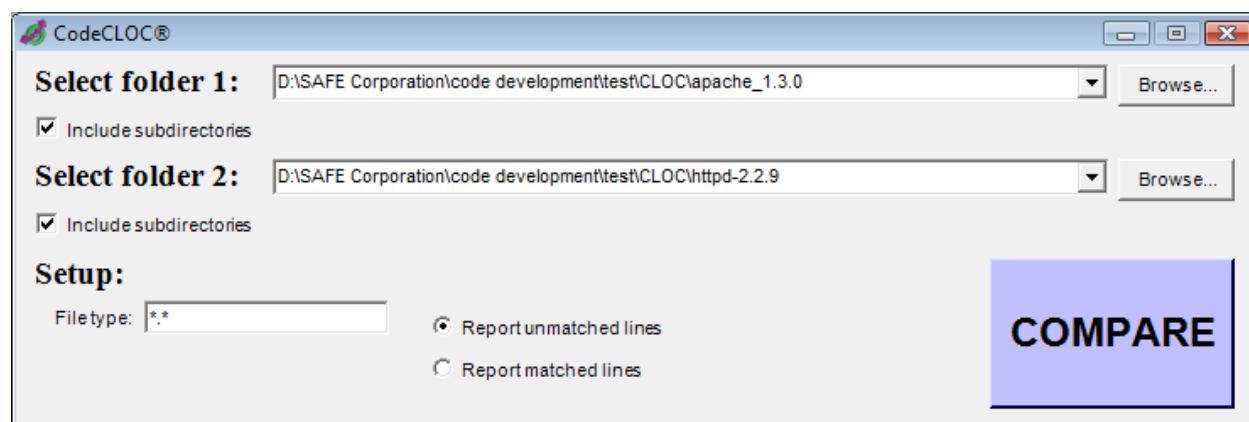 CodeCLOC®
Select folder 1: D:\SAFE Corporation\code development\test\CLOC\apache_1.3.0 Browse...
Include subdirectories
Select folder 2: D:\SAFE Corporation\code development\test\CLOC\httpd-2.2.9 Browse...
Include subdirectories
Setup:
File type: *.*
Report unmatched lines
COMPARE
Report matched lines